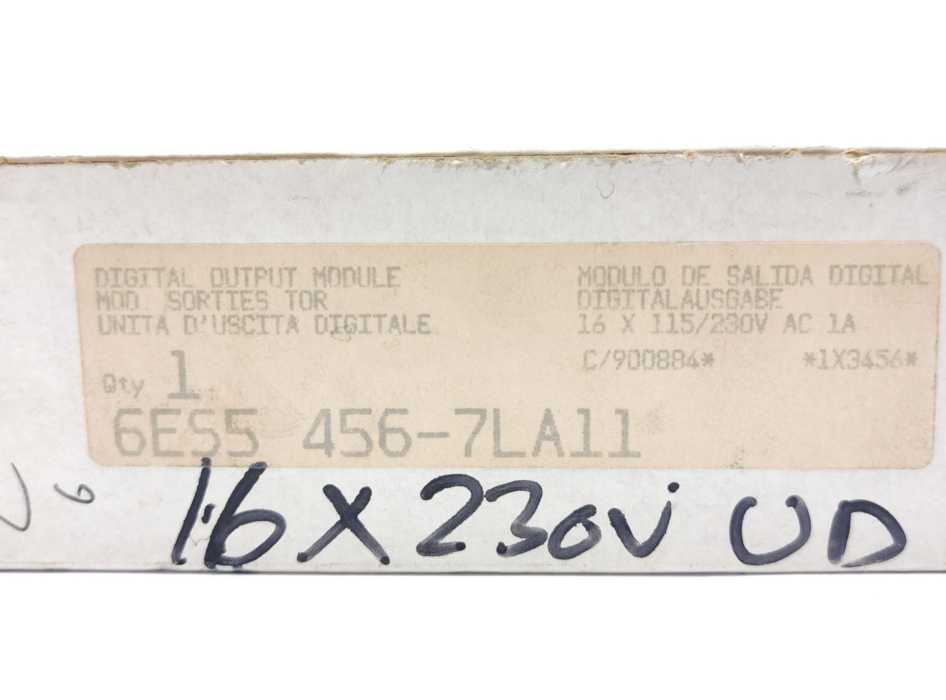 DIGITAL OUTPUT MODULE
MOD. SORTIES TOR
UNITA D'USCITA DIGITALE
MODULO DE SALIDA DIGITAL
DIGITALAUSGABE
16 X 115/230V AC 1A
C/900884* *1X3456*
Qty 1
6ES5 456-7LA11
16 X 230V UD
6